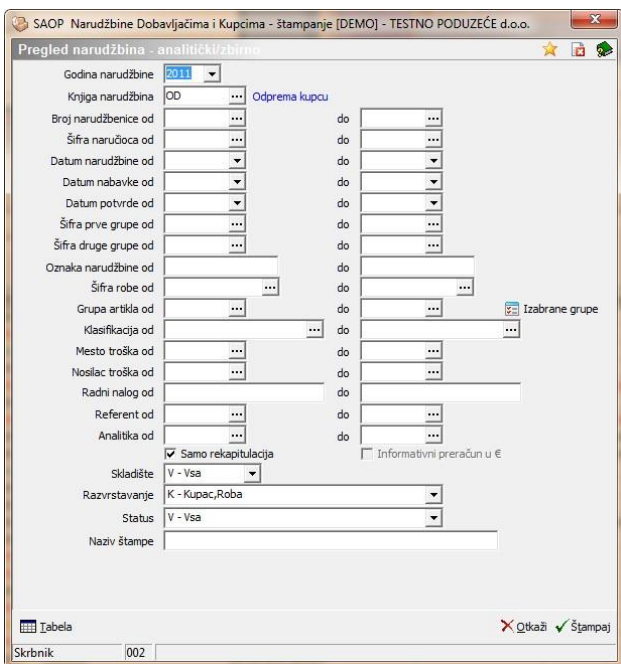 SAOP Narudžbine Dobavljačima i Kupcima - štampanje [DEMO] - TESTNO PODUZEĆE d.o.o.
Pregled narudžbina - analitički/zbirno
Godina narudžbine 2011
Knjiga narudžbina OD ... Odprema kupcu
Broj narudžbenice od ... do ...
Šifra naručioca od ... do ...
Datum narudžbine od do
Datum nabavke od do
Datum potvrde od do
Šifra prve grupe od ... do ...
Šifra druge grupe od ... do ...
Oznaka narudžbine od do
Šifra robe od ... do ...
Grupa artikla od ... do ... Izabrane grupe
Klasifikacija od ... do ...
Mesto troška od ... do ...
Nosilac troška od ... do ...
Radni nalog od do
Referent od ... do ...
Analitika od ... do ...
Samo rekapitulacija Informativni preračun u €
Skladište V - Vsa
Razvrstavanje K - Kupac,Roba
Status V - Vsa
Naziv štampe
Tabela Otkaži Štampaj
Skrbnik 002